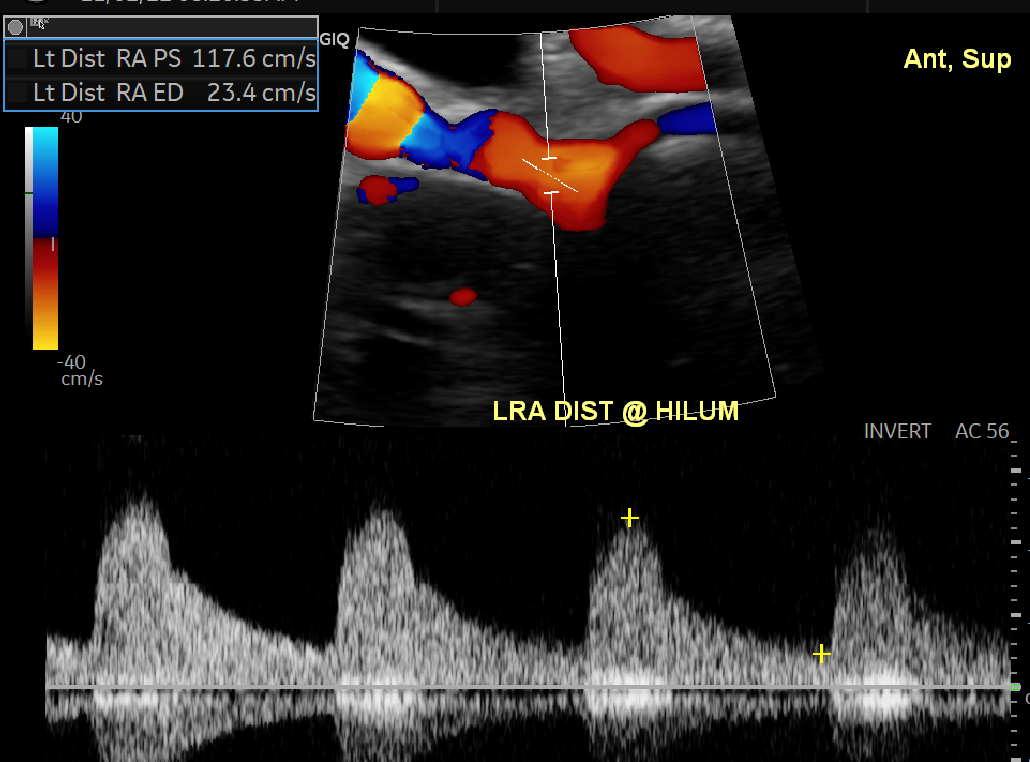 GIQ
Lt Dist RA PS 117.6 cm/s
Lt Dist RA ED 23.4 cm/s
Ant, Sup
40
-40
cm/s
LRA DIST @ HILUM
INVERT AC 56